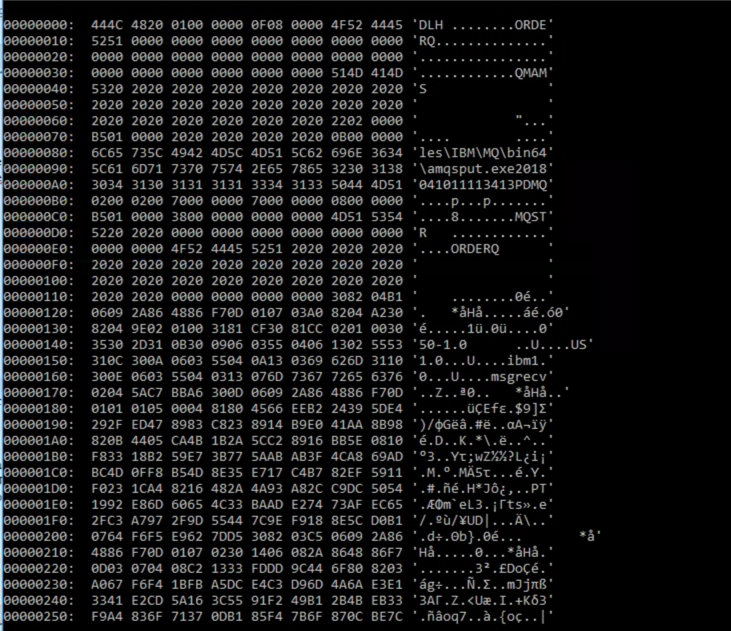 00000000: 444C 4820 0100 0000 0F08 0000 4F52 4445 'DLH ........ORDE
00000010: 5251 0000 0000 0000 0000 0000 0000 0000 'RQ..............'
00000020: 0000 0000 0000 0000 0000 0000 0000 0000 '................'
00000030: 0000 0000 0000 0000 0000 0000 514D 414D '............QMAM'
00000040: 5320 2020 2020 2020 2020 2020 2020 2020 'S               '
00000050: 2020 2020 2020 2020 2020 2020 2020 2020 '                '
00000060: 2020 2020 2020 2020 2020 2020 2202 0000 '            "...'
00000070: B501 0000 2020 2020 2020 2020 0B00 0000 '....        ....'
00000080: 6C65 735C 4942 4D5C 4D51 5C62 696E 3634 'les\IBM\MQ\bin64'
00000090: 5C61 6D71 7370 7574 2E65 7865 3230 3138 '\amqsput.exe2018'
000000A0: 3034 3130 3131 3131 3334 3133 5044 4D51 '041011113413PDMQ'
000000B0: 0200 0200 7000 0000 7000 0000 0800 0000 '....p...p.......'
000000C0: B501 0000 3800 0000 0000 0000 4D51 5354 '....8.......MQST'
000000D0: 5220 2020 0000 0000 0000 0000 0000 0000 'R   ............'
000000E0: 0000 0000 4F52 4445 5251 2020 2020 2020 '....ORDERQ      '
000000F0: 2020 2020 2020 2020 2020 2020 2020 2020 '                '
00000100: 2020 2020 2020 2020 2020 2020 2020 2020 '                '
00000110: 2020 2020 0000 0000 0000 0000 3082 04B1 '    ........0é..'
00000120: 0609 2A86 4886 F70D 0107 03A0 8204 A230 '. *åHå.....áé.ó0'
00000130: 8204 9E02 0100 3181 CF30 81CC 0201 0030 'é.....1ü.0ü....0'
00000140: 3530 2D31 0B30 0906 0355 0406 1302 5553 '50-1.0 ..U....US'
00000150: 310C 300A 0603 5504 0A13 0369 626D 3110 '1.0...U....ibm1.'
00000160: 300E 0603 5504 0313 076D 7367 7265 6376 '0...U....msgrecv'
00000170: 0204 5AC7 BBA6 300D 0609 2A86 4886 F70D '..Z..ª0.. *åHå..'
00000180: 0101 0105 0004 8180 4566 EEB2 2439 5DE4 '......üÇEfε.$9]Σ'
00000190: 292F ED47 8983 C823 8914 B9E0 41AA 8B98 ')/φGëâ.#ë..αA¬ïÿ'
000001A0: 820B 4405 CA4B 1B2A 5CC2 8916 BB5E 0810 'é.D..K.*\.ë..^..'
000001B0: F833 18B2 59E7 3B77 5AAB AB3F 4CA8 69AD '°3..Yτ;wZ½½?L¿i¡'
000001C0: BC4D 0FF8 B54D 8E35 E717 C4B7 82EF 5911 '.M.°.MÄ5τ...é.Y.'
000001D0: F023 1CA4 8216 482A 4A93 A82C C9DC 5054 '.#.ñé.H*Jô¿,..PT'
000001E0: 1992 E86D 6065 4C33 BAAD E274 73AF EC65 '.ÆΦm`eL3.¡Γts».e'
000001F0: 2FC3 A797 2F9D 5544 7C9E F918 8E5C D0B1 '/.ºù/¥UD|...Ä\..'
00000200: 0764 F6F5 E962 7DD5 3082 03C5 0609 2A86 '.d÷.Θb}.0é... *å'
00000210: 4886 F70D 0107 0230 1406 082A 8648 86F7 'Hå.....0...*åHå.'
00000220: 0D03 0704 08C2 1333 FDDD 9C44 6F80 8203 '.......3².£DoÇé.'
00000230: A067 F6F4 1BFB A5DC E4C3 D96D 4A6A E3E1 'ág÷...Ñ.Σ..mJjπß'
00000240: 3341 E2CD 5A16 3C55 91F2 49B1 2B4B EB33 '3AΓ.Z.<Uæ.I.+Kδ3'
00000250: F9A4 836F 7137 0DB1 85F4 7B6F 870C BE7C '.ñâoq7..à.{oç..|'